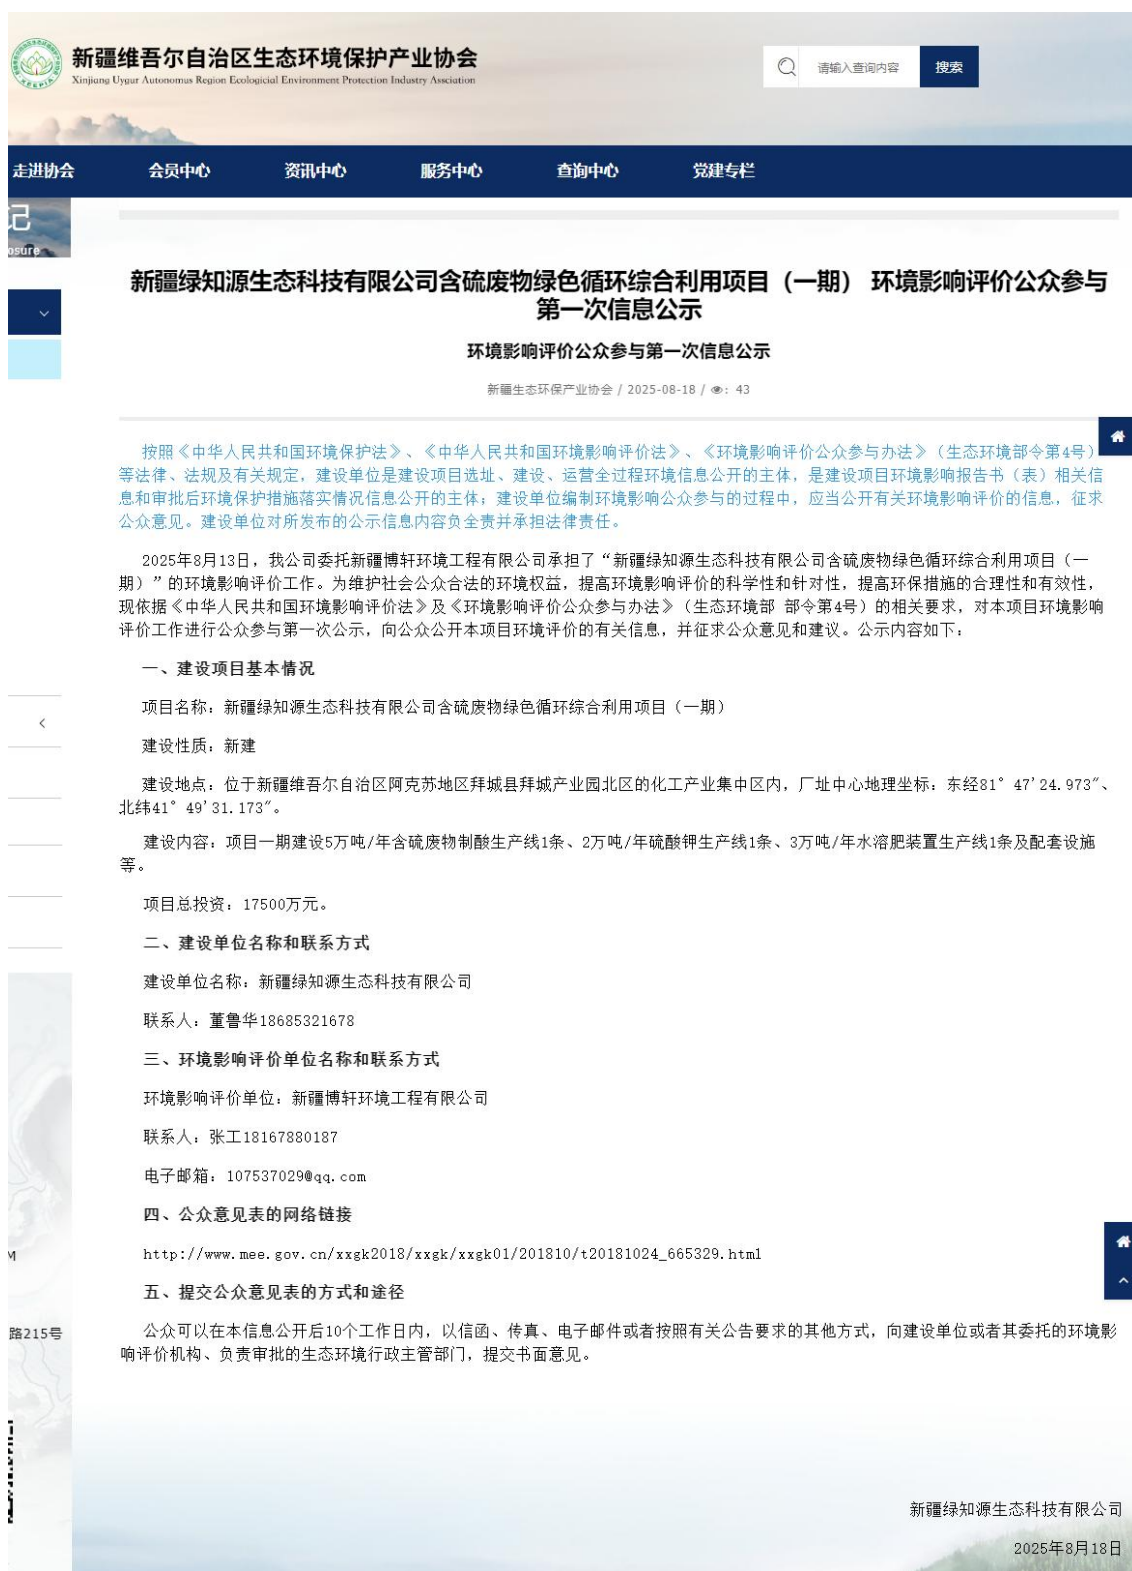 新疆维吾尔自治区生态环境保护产业协会
Xinjiang Uygur Autonomus Region Ecologicial Environment Protection Industry Assciation
请输入查询内容
搜索
走进协会 会员中心 资讯中心 服务中心 查询中心 党建专栏
记
osure
新疆绿知源生态科技有限公司含硫废物绿色循环综合利用项目（一期） 环境影响评价公众参与
第一次信息公示
环境影响评价公众参与第一次信息公示
新疆生态环保产业协会 / 2025-08-18 / : 43
按照《中华人民共和国环境保护法》、《中华人民共和国环境影响评价法》、《环境影响评价公众参与办法》（生态环境部令第4号）
等法律、法规及有关规定，建设单位是建设项目选址、建设、运营全过程环境信息公开的主体，是建设项目环境影响报告书（表）相关信
息和审批后环境保护措施落实情况信息公开的主体；建设单位编制环境影响公众参与的过程中，应当公开有关环境影响评价的信息，征求
公众意见。建设单位对所发布的公示信息内容负全责并承担法律责任。
2025年8月13日，我公司委托新疆博轩环境工程有限公司承担了“新疆绿知源生态科技有限公司含硫废物绿色循环综合利用项目（一
期）”的环境影响评价工作。为维护社会公众合法的环境权益，提高环境影响评价的科学性和针对性，提高环保措施的合理性和有效性，
现依据《中华人民共和国环境影响评价法》及《环境影响评价公众参与办法》（生态环境部 部令第4号）的相关要求，对本项目环境影响
评价工作进行公众参与第一次公示，向公众公开本项目环境评价的有关信息，并征求公众意见和建议。公示内容如下：
一、建设项目基本情况
项目名称：新疆绿知源生态科技有限公司含硫废物绿色循环综合利用项目（一期）
建设性质：新建
建设地点：位于新疆维吾尔自治区阿克苏地区拜城县拜城产业园北区的化工产业集中区内，厂址中心地理坐标：东经81° 47′24.973″、
北纬41° 49′31.173″。
建设内容：项目一期建设5万吨/年含硫废物制酸生产线1条、2万吨/年硫酸钾生产线1条、3万吨/年水溶肥装置生产线1条及配套设施
等。
项目总投资：17500万元。
二、建设单位名称和联系方式
建设单位名称：新疆绿知源生态科技有限公司
联系人：董鲁华18685321678
三、环境影响评价单位名称和联系方式
环境影响评价单位：新疆博轩环境工程有限公司
联系人：张工18167880187
电子邮箱：107537029@qq.com
四、公众意见表的网络链接
http://www.mee.gov.cn/xxgk2018/xxgk/xxgk01/201810/t20181024_665329.html
五、提交公众意见表的方式和途径
路215号
公众可以在本信息公开后10个工作日内，以信函、传真、电子邮件或者按照有关公告要求的其他方式，向建设单位或者其委托的环境影
响评价机构、负责审批的生态环境行政主管部门，提交书面意见。
新疆绿知源生态科技有限公司
2025年8月18日